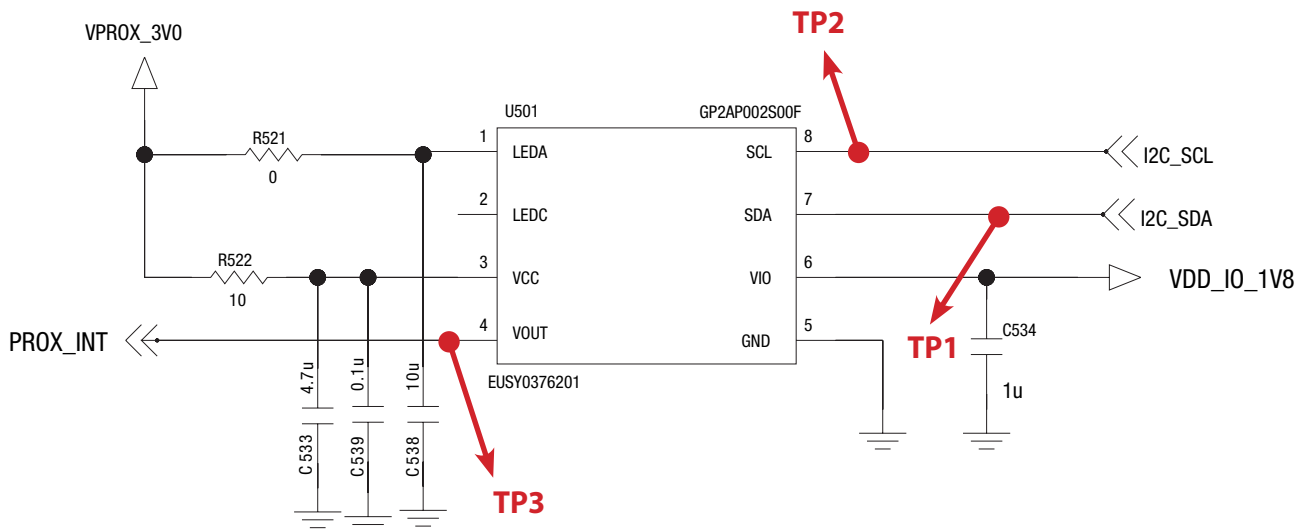 TP2
VPROX_3V0
U501
GP2AP002S00F
R521
0
1
LEDA
SCL
8
I2C_SCL
2
LEDC
SDA
7
I2C_SDA
R522
10
3
VCC
VIO
6
VDD_IO_1V8
PROX_INT
4
VOUT
GND
5
TP1
C534
1u
EUSY0376201
4.7u
0.1u
10u
C533
C539
C538
TP3